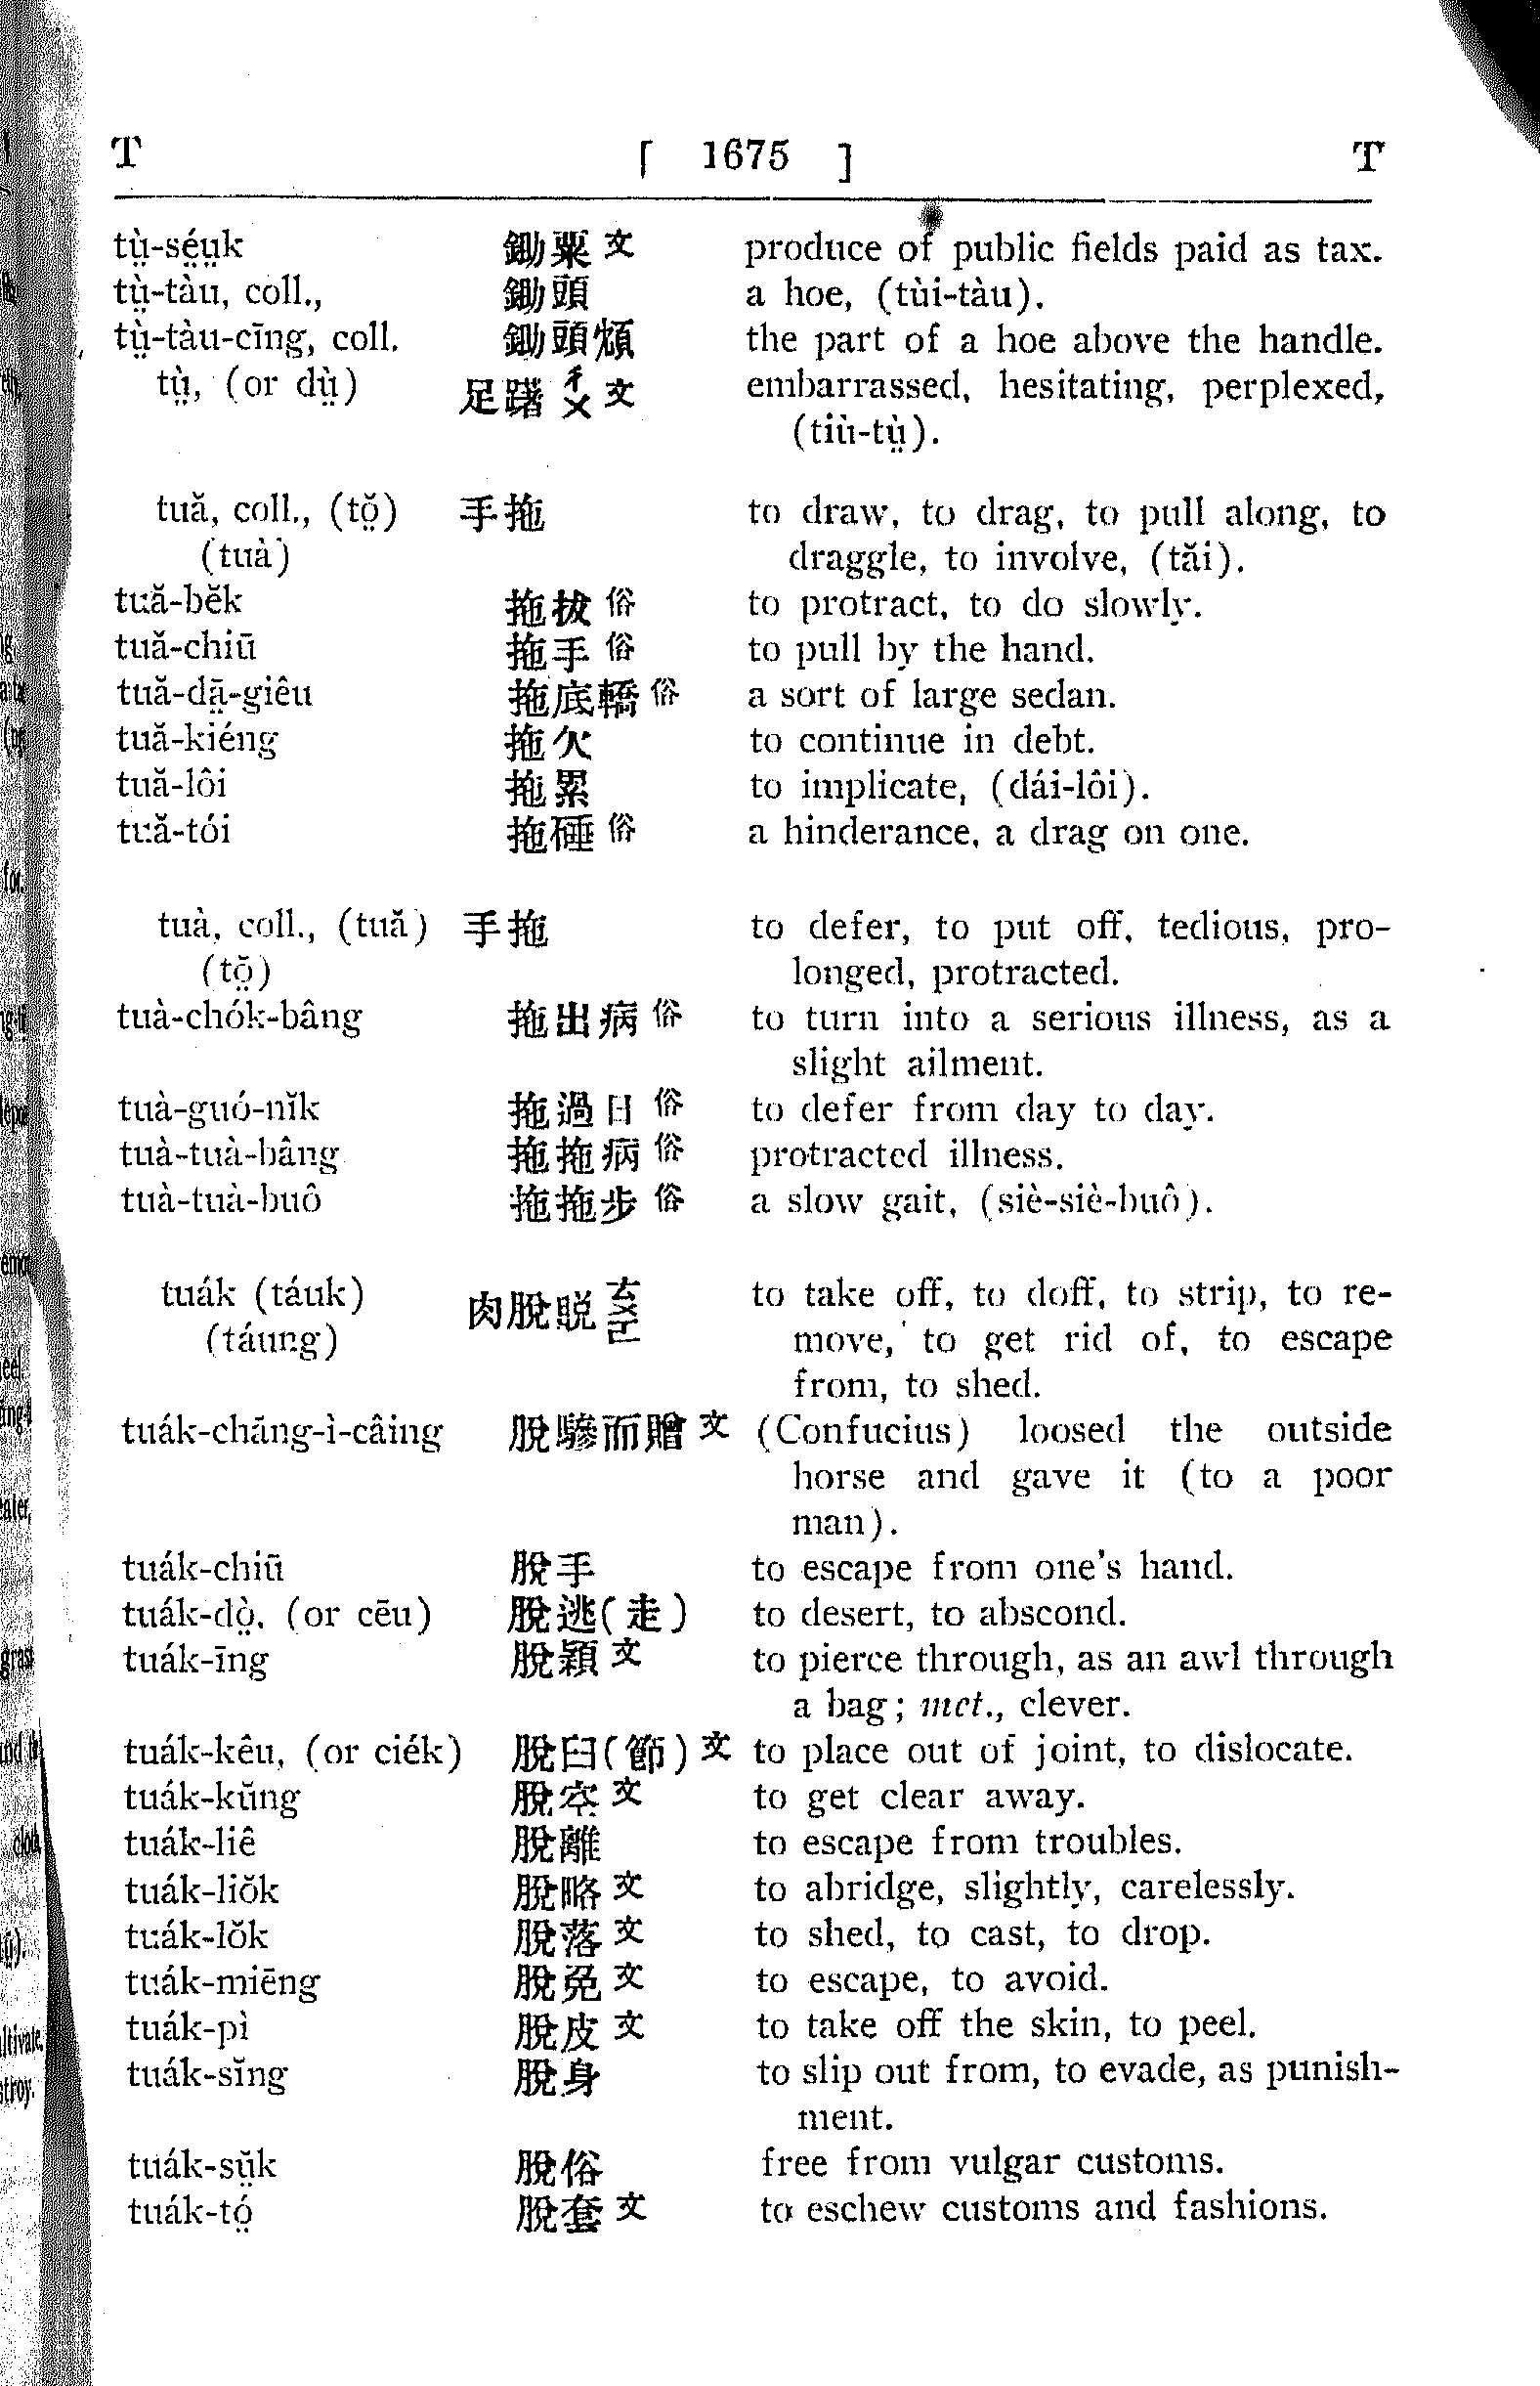 T [ 1675 ] T
tṳ̀-sé̤ṳk 鋤粟文 produce of public fields paid as tax.
tṳ̀-tàu, coll., 鋤頭 a hoe, (tùi-tàu).
tṳ̀-tàu-cīng, coll. 鋤頭𩓐 the part of a hoe above the handle.
tṳ̀, (or dṳ̀) 足躇ㄔㄨ文 embarrassed, hesitating, perplexed,
(tiù-tṳ̀).
tuă, coll., (tŏ̤) 手拖 to draw, to drag, to pull along, to
(tuà) draggle, to involve, (tăi).
tuă-bĕk 拖拔俗 to protract, to do slowly.
tuă-chiū 拖手俗 to pull by the hand.
tuă-dā̤-giêu 拖底轎俗 a sort of large sedan.
tuă-kiéng 拖欠 to continue in debt.
tuă-lôi 拖累 to implicate, (dái-lôi).
tuă-tói 拖硾俗 a hinderance, a drag on one.
tuà, coll., (tuă) 手拖 to defer, to put off, tedious, pro-
(tŏ̤) longed, protracted.
tuà-chók-bâng 拖出病俗 to turn into a serious illness, as a
slight ailment.
tuà-guó-nĭk 拖過日俗 to defer from day to day.
tuà-tuà-bâng 拖拖病俗 protracted illness.
tuà-tuà-buô 拖拖步俗 a slow gait, (siè-siè-buô).
tuák (táuk) 肉脫䏝ㄊㄨㄛ to take off, to doff, to strip, to re-
(táung) move, to get rid of, to escape
from, to shed.
tuák-chāng-ì-câing 脫驂而贈文 (Confucius) loosed the outside
horse and gave it (to a poor
man).
tuák-chiū 脫手 to escape from one's hand.
tuák-dò̤, (or cēu) 脫逃(走) to desert, to abscond.
tuák-īng 脫穎文 to pierce through, as an awl through
a bag; met., clever.
tuák-kêu, (or ciék) 脫臼(節)文 to place out of joint, to dislocate.
tuák-kŭng 脫空文 to get clear away.
tuák-liê 脫離 to escape from troubles.
tuák-liŏk 脫略文 to abridge, slightly, carelessly.
tuák-lŏk 脫落文 to shed, to cast, to drop.
tuák-miēng 脫免文 to escape, to avoid.
tuák-pì 脫皮文 to take off the skin, to peel.
tuák-sĭng 脫身 to slip out from, to evade, as punish-
ment.
tuák-sṳ̆k 脫俗 free from vulgar customs.
tuák-tó̤ 脫套文 to eschew customs and fashions.